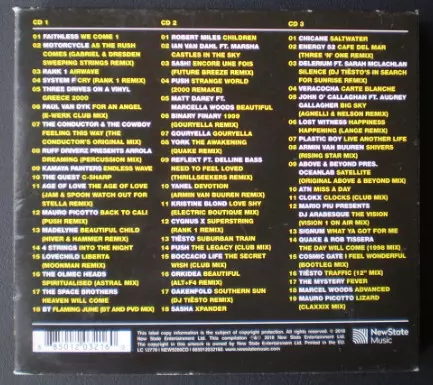 CD 1
01 FAITHLESS WE COME 1
02 MOTORCYCLE AS THE RUSH
COMES (GABRIEL & DRESDEN
SWEEPING STRINGS REMIX)
03 RANK 1 AIRWAVE
04 SYSTEM F CRY (RANK 1 REMIX)
05 THREE DRIVES ON A VINYL
GREECE 2000
06 PAUL VAN DYK FOR AN ANGEL
(E-WERK CLUB MIX)
07 THE CONDUCTOR & THE COWBOY
FEELING THIS WAY (THE
CONDUCTOR'S ORIGINAL MIX)
08 RUFF DRIVERZ PRESENTS ARROLA
DREAMING (PERCUSSION MIX)
09 KAMAYA PAINTERS ENDLESS WAVE
10 THE GUEST C-SHARP
11 AGE OF LOVE THE AGE OF LOVE
(JAM & SPOON WATCH OUT FOR
STELLA REMIX)
12 MAURO PICOTTO BACK TO CALI
(PUSH REMIX)
13 MADELYNE BEAUTIFUL CHILD
(HIVER & HAMMER REMIX)
14 4 STRINGS INTO THE NIGHT
15 LOVECHILD LIBERTA
(MOONMAN REMIX)
16 THE OLMEC HEADS
SPIRITUALISED (ASTRAL MIX)
17 THE SPACE BROTHERS
HEAVEN WILL COME
18 BT FLAMING JUNE (BT AND PVD MIX)
CD 2
01 ROBERT MILES CHILDREN
02 IAN VAN DAHL FT. MARSHA
CASTLES IN THE SKY
03 SASH! ENCORE UNE FOIS
(FUTURE BREEZE REMIX)
04 PUSH STRANGE WORLD
(2000 REMAKE)
05 MATT DAREY FT.
MARCELLA WOODS BEAUTIFUL
06 BINARY FINARY 1999
(GOURYELLA REMIX)
07 GOURYELLA GOURYELLA
08 YORK THE AWAKENING
(QUAKE REMIX)
09 REFLEKT FT. DELLINE BASS
NEED TO FEEL LOVED
(THRILLSEEKERS REMIX)
10 YAHEL DEVOTION
(ARMIN VAN BUUREN REMIX)
11 KRISTINE BLOND LOVE SHY
(ELECTRIC BOUTIQUE MIX)
12 CYGNUS X SUPERSTRING
(RANK 1 REMIX)
13 TIËSTO SUBURBAN TRAIN
14 PUSH THE LEGACY (CLUB MIX)
15 BOCCACIO LIFE THE SECRET
WISH (CLUB MIX)
16 ORKIDEA BEAUTIFUL
(ALT+F4 REMIX)
17 OAKENFOLD SOUTHERN SUN
(DJ TIËSTO REMIX)
18 SASHA XPANDER
CD 3
01 CHICANE SALTWATER
02 ENERGY 52 CAFE DEL MAR
(THREE 'N' ONE REMIX)
03 DELERIUM FT. SARAH MCLACHLAN
SILENCE (DJ TIËSTO'S IN SEARCH
FOR SUNRISE REMIX)
04 VERACOCHA CARTE BLANCHE
05 JOHN O' CALLAGHAN FT. AUDREY
GALLAGHER BIG SKY
(AGNELLI & NELSON REMIX)
06 LOST WITNESS HAPPINESS
HAPPENING (LANGE REMIX)
07 PLASTIC BOY LIVE ANOTHER LIFE
08 ARMIN VAN BUUREN SHIVERS
(RISING STAR MIX)
09 ABOVE & BEYOND PRES.
OCEANLAB SATELLITE
(ORIGINAL ABOVE & BEYOND MIX)
10 ATN MISS A DAY
11 CLOKX CLOCKS (CLUB MIX)
12 MARIO PIU PRESENTS
DJ ARABESQUE THE VISION
(VISION 1 ON AIR MIX)
13 SIGNUM WHAT YA GOT FOR ME
14 QUAKE & ROB TISSERA
THE DAY WILL COME (1998 MIX)
15 COSMIC GATE I FEEL WONDERFUL
(BOOTLEG MIX)
16 TIËSTO TRAFFIC (12" MIX)
17 THE MYSTERY FEVER
18 MARCEL WOODS ADVANCED
19 MAURO PICOTTO LIZARD
(CLAXXIX MIX)
NewState
Music